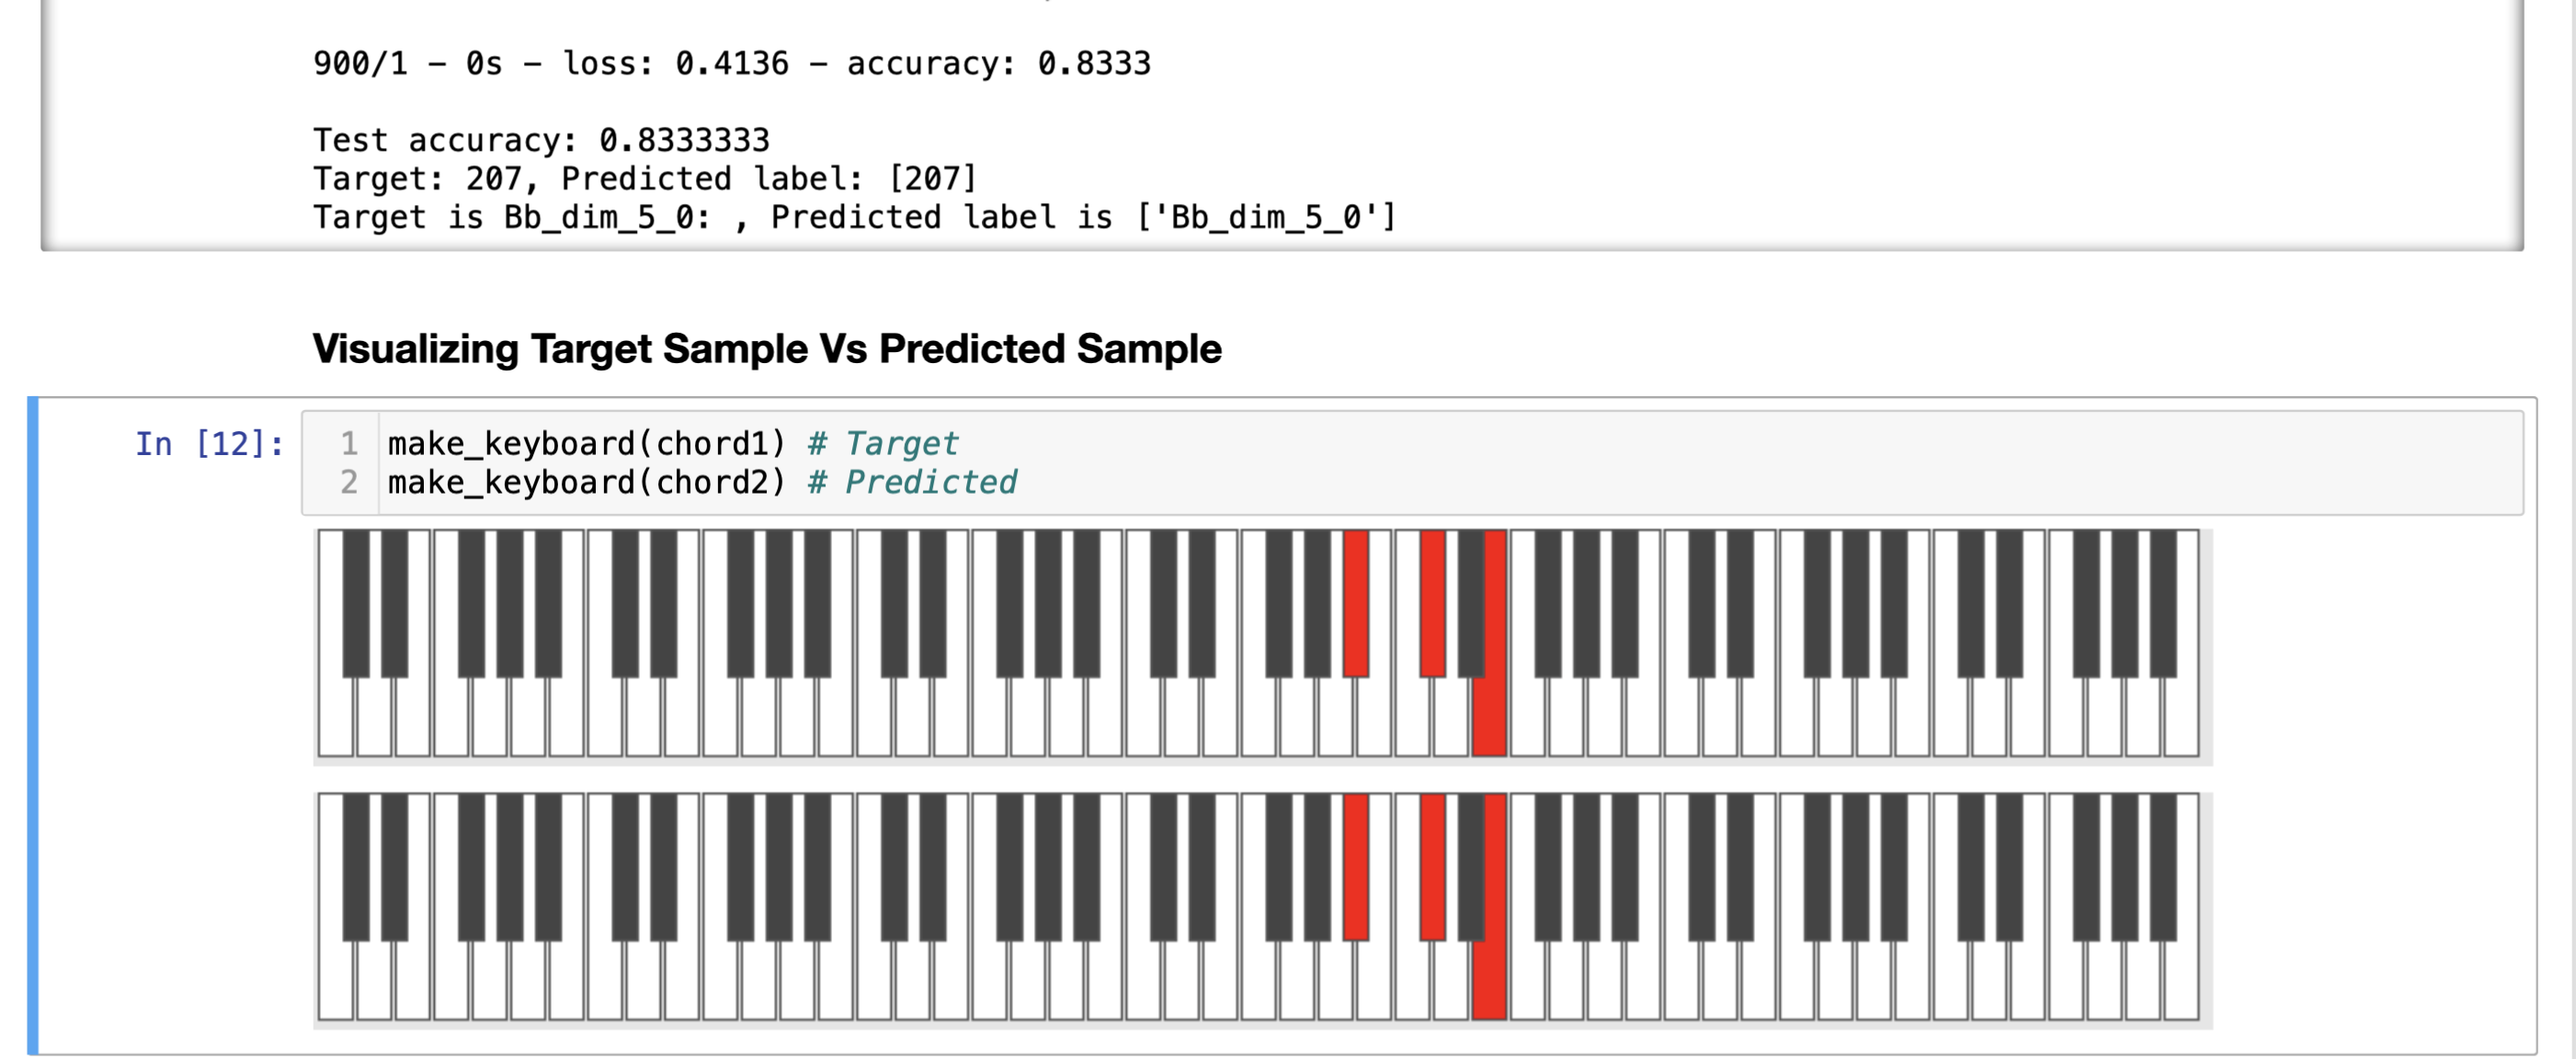 900/1 - 0s - loss: 0.4136 - accuracy: 0.8333
Test accuracy: 0.8333333
Target: 207, Predicted label: [207]
Target is Bb_dim_5_0: , Predicted label is ['Bb_dim_5_0']
Visualizing Target Sample Vs Predicted Sample
In [12]:
1 make_keyboard(chord1) # Target
2 make_keyboard(chord2) # Predicted